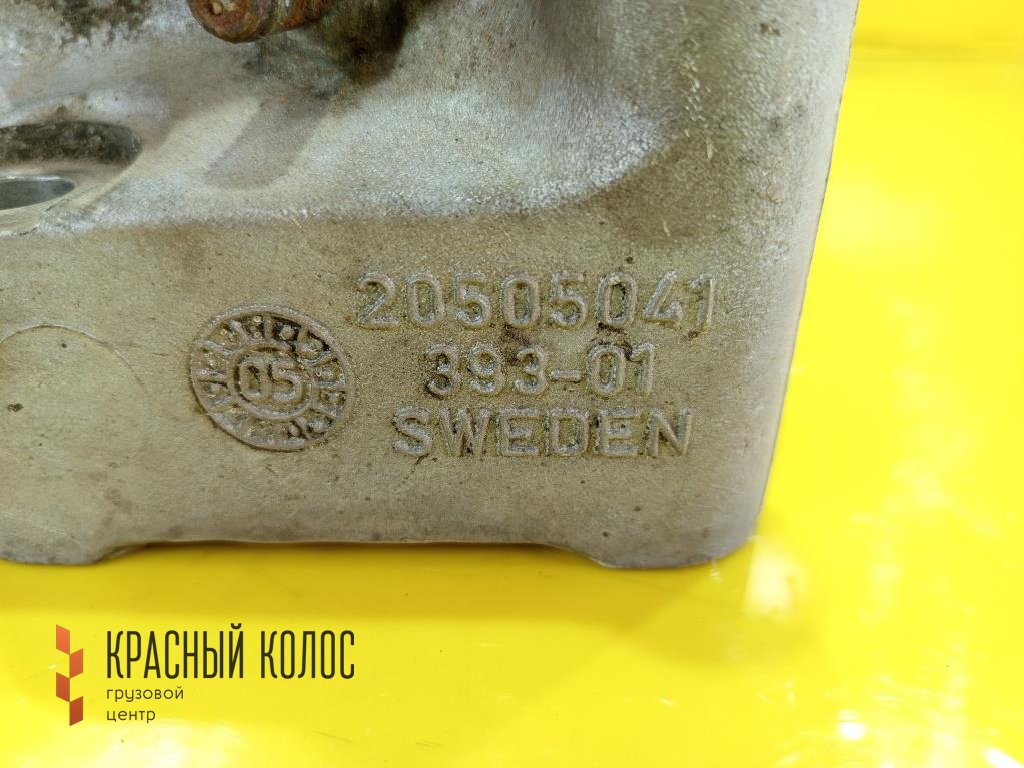 20505041
393-01
SWEDEN
05
КРАСНЫЙ КОЛОС
грузовой
центр